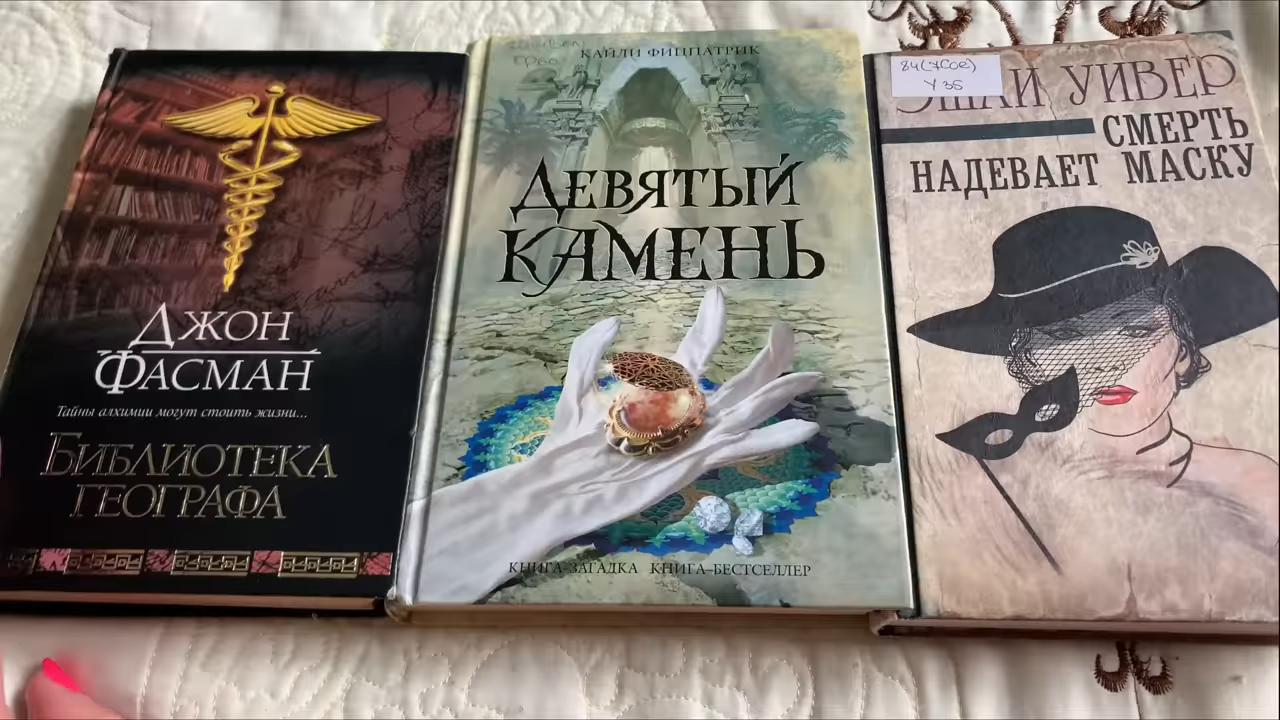 ДЖОН
ФАСМАН
Тайны алхимии могут стоить жизни...
БИБЛИОТЕКА
ГЕОГРАФА
КАЙЛИ ФИЦПАТРИК
ДЕВЯТЫЙ
КАМЕНЬ
КНИГА-ЗАГАДКА КНИГА-БЕСТСЕЛЛЕР
84(7Сое)
У 35
ЭШЛИ УИВЕР
СМЕРТЬ
НАДЕВАЕТ МАСКУ